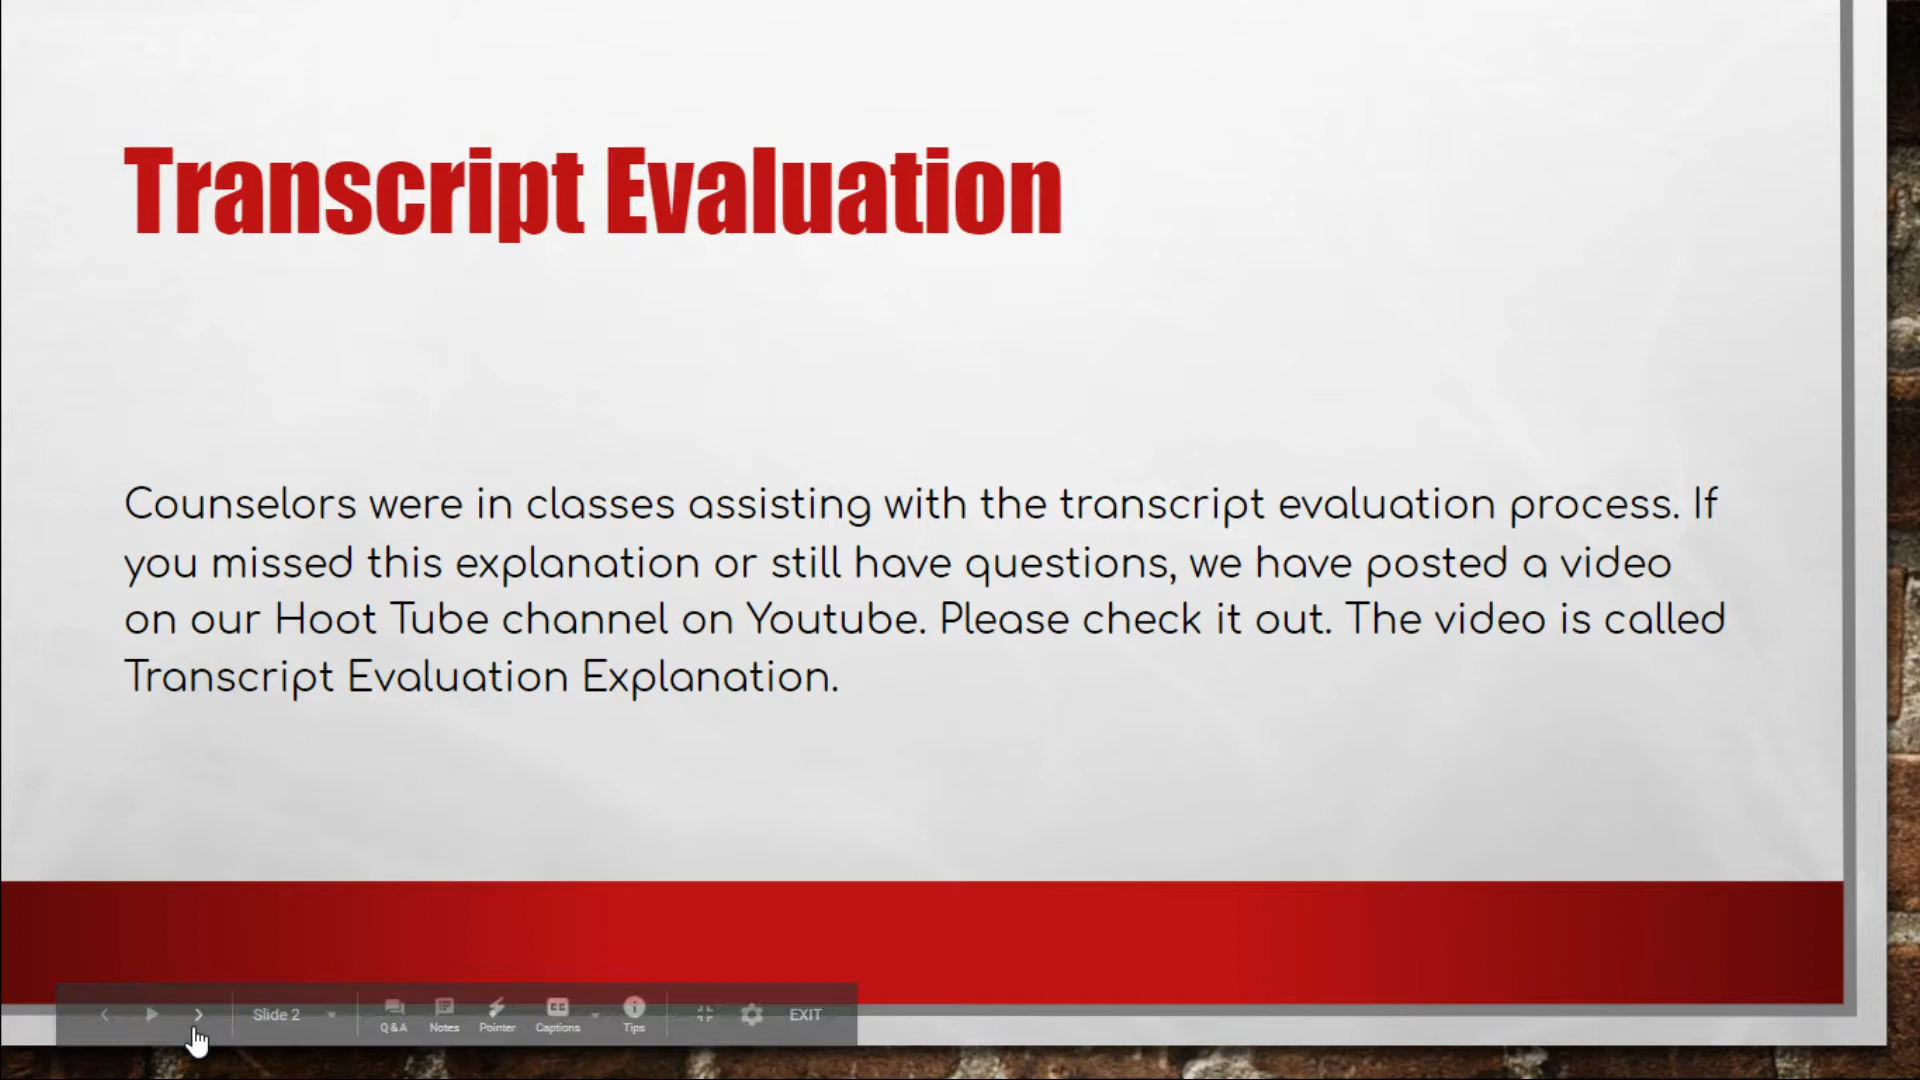 Transcript Evaluation
Counselors were in classes assisting with the transcript evaluation process. If
you missed this explanation or still have questions, we have posted a video
on our Hoot Tube channel on Youtube. Please check it out. The video is called
Transcript Evaluation Explanation.
Slide 2 Q&A Notes Pointer CC Captions Tips EXIT